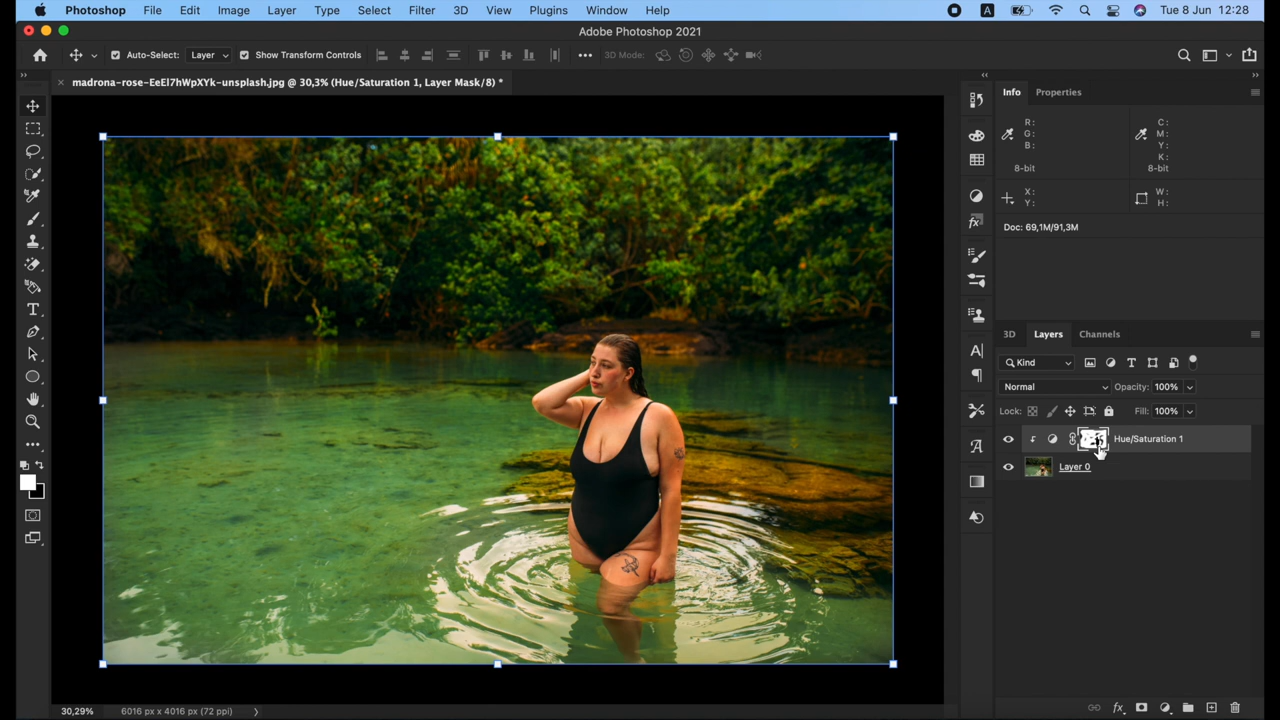 Photoshop File Edit Image Layer Type Select Filter 3D View Plugins Window Help A Tue 8 Jun 12:28
Adobe Photoshop 2021
Auto-Select: Layer Show Transform Controls 3D Mode:
madrona-rose-EeEI7hWpXYk-unsplash.jpg @ 30,3% (Hue/Saturation 1, Layer Mask/8) *
Info Properties
R: C:
G: M:
B: Y:
K:
8-bit 8-bit
X: W:
Y: H:
Doc: 69,1M/91,3M
3D Layers Channels
Kind
Normal Opacity: 100%
Lock: Fill: 100%
Hue/Saturation 1
Layer 0
30,29% 6016 px x 4016 px (72 ppi)